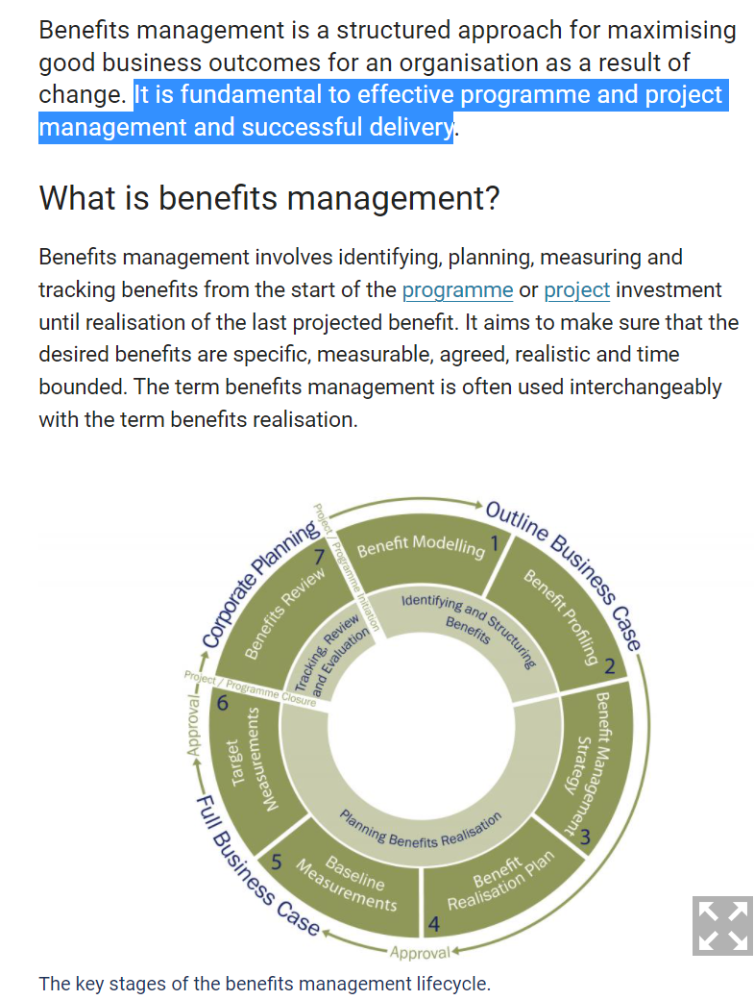 Benefits management is a structured approach for maximising
good business outcomes for an organisation as a result of
change. It is fundamental to effective programme and project
management and successful delivery.
What is benefits management?
Benefits management involves identifying, planning, measuring and
tracking benefits from the start of the programme or project investment
until realisation of the last projected benefit. It aims to make sure that the
desired benefits are specific, measurable, agreed, realistic and time
bounded. The term benefits management is often used interchangeably
with the term benefits realisation.
Project / Programme Initiation
Outline Business Case
Benefit Modelling
1
Benefit Profiling
2
Identifying and Structuring
Benefits
Benefit Management
Strategy
3
Benefit
Realisation Plan
4
Approval
Planning Benefits Realisation
Baseline
Measurements
5
Full Business Case
Target
Measurements
6
Approval
Project / Programme Closure
Corporate Planning
Benefits Review
7
Tracking, Review
and Evaluation
The key stages of the benefits management lifecycle.